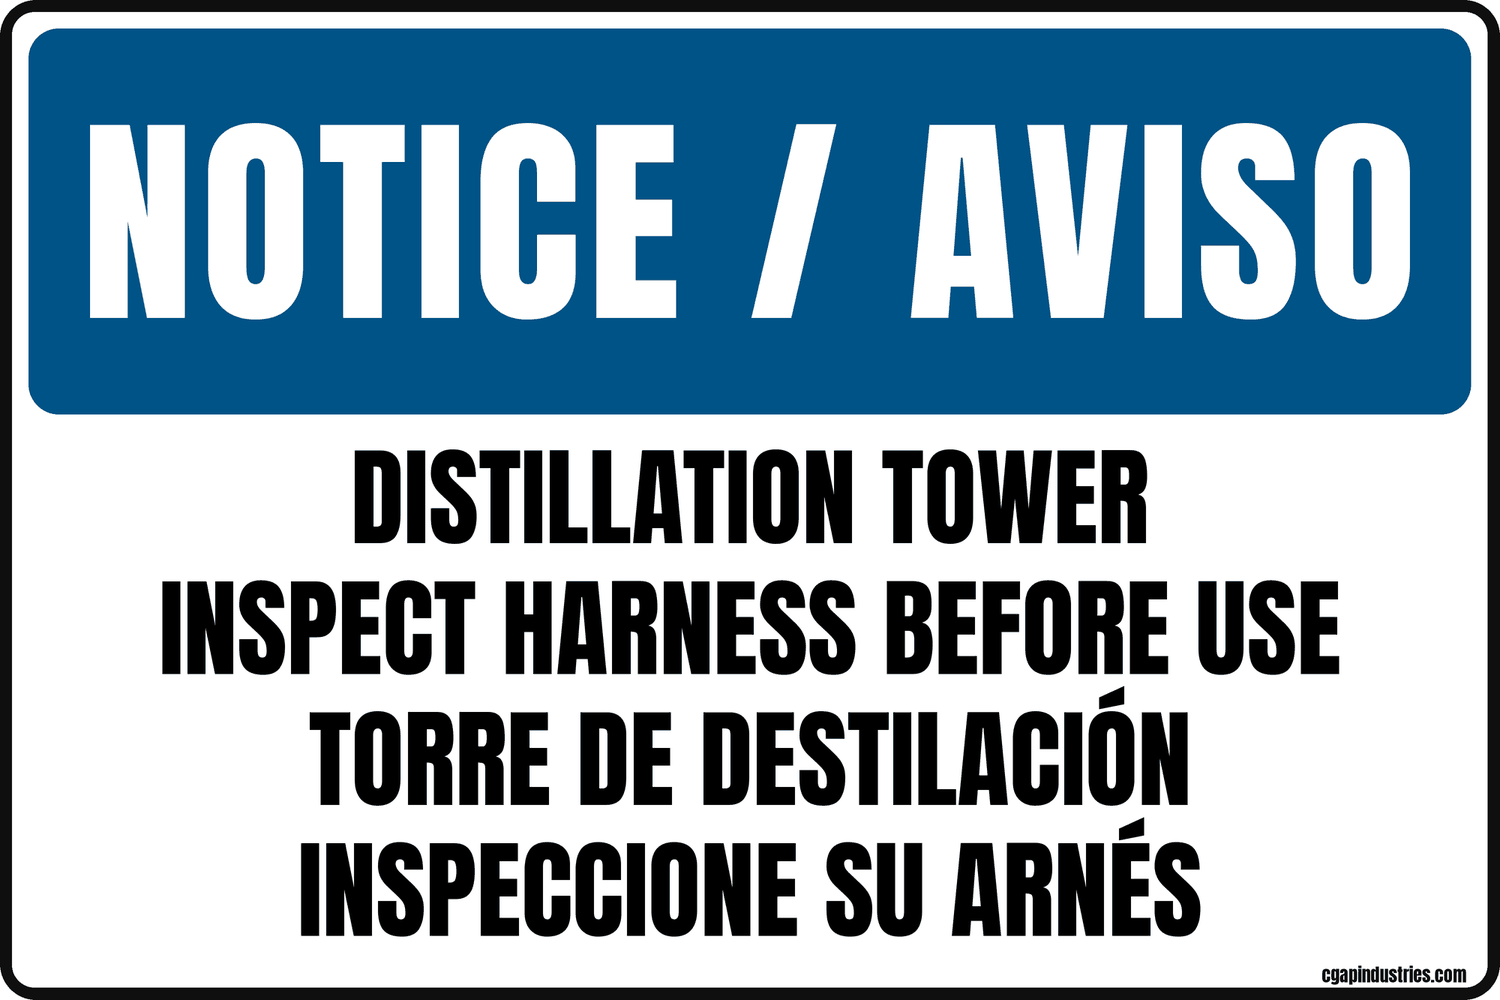 NOTICE / AVISO
DISTILLATION TOWER
INSPECT HARNESS BEFORE USE
TORRE DE DESTILACIÓN
INSPECCIONE SU ARNÉS
cgapindustries.com